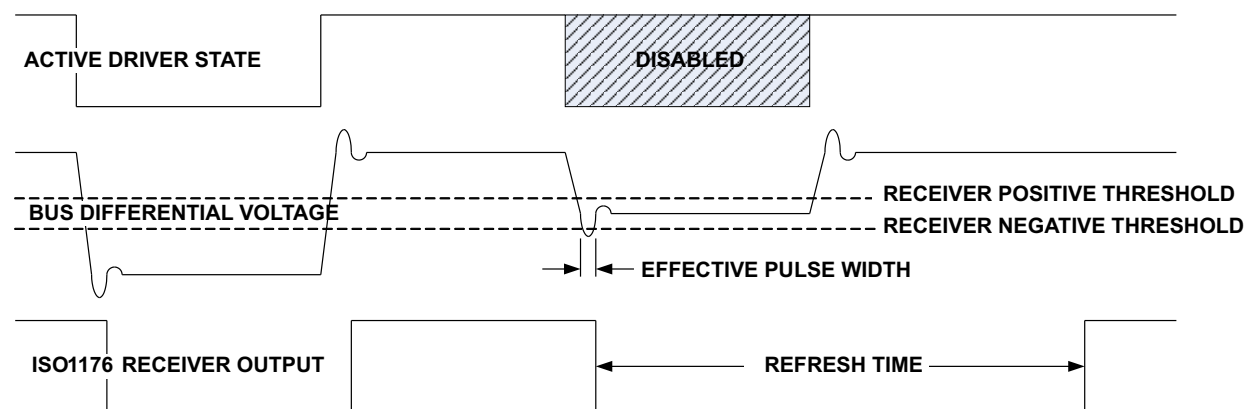 ACTIVE DRIVER STATE
DISABLED
RECEIVER POSITIVE THRESHOLD
BUS DIFFERENTIAL VOLTAGE
RECEIVER NEGATIVE THRESHOLD
EFFECTIVE PULSE WIDTH
ISO1176 RECEIVER OUTPUT
REFRESH TIME